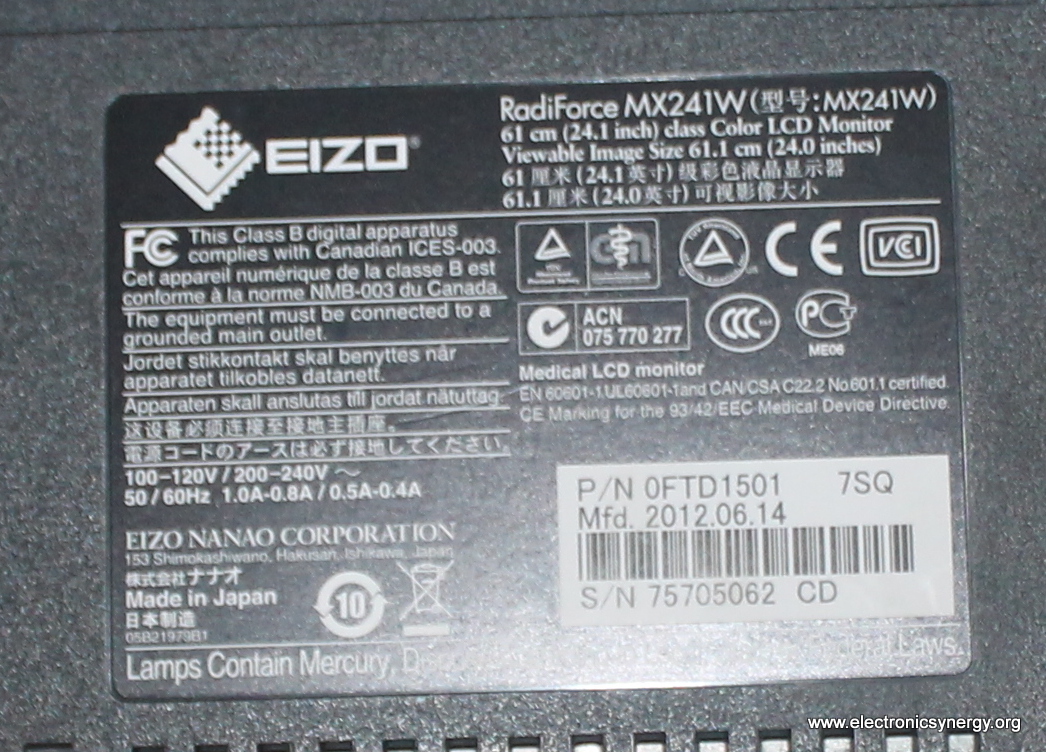 EIZO®
RadiForce MX241W(型号:MX241W)
61 cm (24.1 inch) class Color LCD Monitor
Viewable Image Size 61.1 cm (24.0 inches)
61 厘米 (24.1英寸) 级彩色液晶显示器
61.1 厘米 (24.0英寸) 可视影像大小
FC This Class B digital apparatus
complies with Canadian ICES-003.
Cet appareil numérique de la classe B est
conforme à la norme NMB-003 du Canada.
The equipment must be connected to a
grounded main outlet.
Jordet stikkontakt skal benyttes når
apparatet tilkobles datanett.
Apparaten skall anslutas till jordat nätuttag.
这设备必须连接至接地主插座。
電源コードのアースは必ず接地してください
100-120V / 200-240V ～
50 / 60Hz 1.0A-0.8A / 0.5A-0.4A
EIZO NANAO CORPORATION
153 Shimokashiwano, Hakusan, Ishikawa, Japan
株式会社ナナオ
Made in Japan
日本制造
05B21979B1
10
CE VCCI
ACN
075 770 277
CCC
ME06
Medical LCD monitor
EN 60601-1,UL60601-1and CAN/CSA C22.2 No.601.1 certified.
CE Marking for the 93/42/EEC Medical Device Directive.
P/N 0FTD1501 7SQ
Mfd. 2012.06.14
S/N 75705062 CD
Lamps Contain Mercury, Laws.
www.electronicsynergy.org